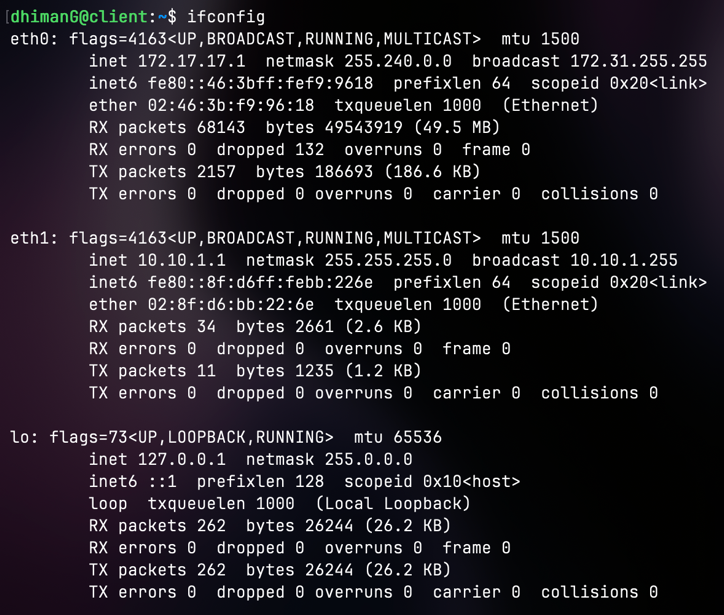 [dhimanG@client:~$ ifconfig
eth0: flags=4163<UP,BROADCAST,RUNNING,MULTICAST>  mtu 1500
        inet 172.17.17.1  netmask 255.240.0.0  broadcast 172.31.255.255
        inet6 fe80::46:3bff:fef9:9618  prefixlen 64  scopeid 0x20<link>
        ether 02:46:3b:f9:96:18  txqueuelen 1000  (Ethernet)
        RX packets 68143  bytes 49543919 (49.5 MB)
        RX errors 0  dropped 132  overruns 0  frame 0
        TX packets 2157  bytes 186693 (186.6 KB)
        TX errors 0  dropped 0 overruns 0  carrier 0  collisions 0

eth1: flags=4163<UP,BROADCAST,RUNNING,MULTICAST>  mtu 1500
        inet 10.10.1.1  netmask 255.255.255.0  broadcast 10.10.1.255
        inet6 fe80::8f:d6ff:febb:226e  prefixlen 64  scopeid 0x20<link>
        ether 02:8f:d6:bb:22:6e  txqueuelen 1000  (Ethernet)
        RX packets 34  bytes 2661 (2.6 KB)
        RX errors 0  dropped 0  overruns 0  frame 0
        TX packets 11  bytes 1235 (1.2 KB)
        TX errors 0  dropped 0 overruns 0  carrier 0  collisions 0

lo: flags=73<UP,LOOPBACK,RUNNING>  mtu 65536
        inet 127.0.0.1  netmask 255.0.0.0
        inet6 ::1  prefixlen 128  scopeid 0x10<host>
        loop  txqueuelen 1000  (Local Loopback)
        RX packets 262  bytes 26244 (26.2 KB)
        RX errors 0  dropped 0  overruns 0  frame 0
        TX packets 262  bytes 26244 (26.2 KB)
        TX errors 0  dropped 0 overruns 0  carrier 0  collisions 0